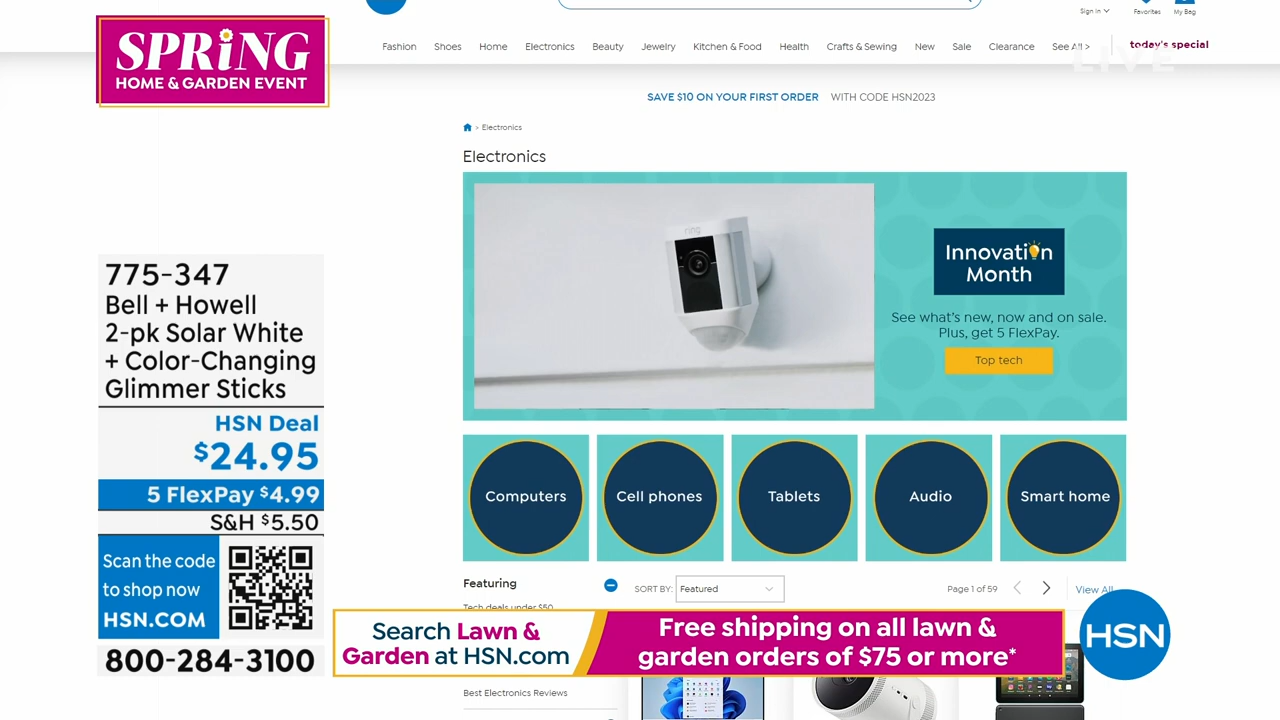 SPRiNG
HOME & GARDEN EVENT
Sign In
Favorites
My Bag
Fashion
Shoes
Home
Electronics
Beauty
Jewelry
Kitchen & Food
Health
Crafts & Sewing
New
Sale
Clearance
See All >
today's special
LIVE
SAVE $10 ON YOUR FIRST ORDER WITH CODE HSN2023
> Electronics
Electronics
ring
Innovation
Month
See what's new, now and on sale.
Plus, get 5 FlexPay.
Top tech
775-347
Bell + Howell
2-pk Solar White
+ Color-Changing
Glimmer Sticks
HSN Deal
$24.95
5 FlexPay $4.99
S&H $5.50
Scan the code
to shop now
HSN.COM
800-284-3100
Computers
Cell phones
Tablets
Audio
Smart home
Featuring
SORT BY: Featured
Page 1 of 59
View All
Tech deals under $50
Search Lawn &
Garden at HSN.com
Free shipping on all lawn &
garden orders of $75 or more*
HSN
Best Electronics Reviews